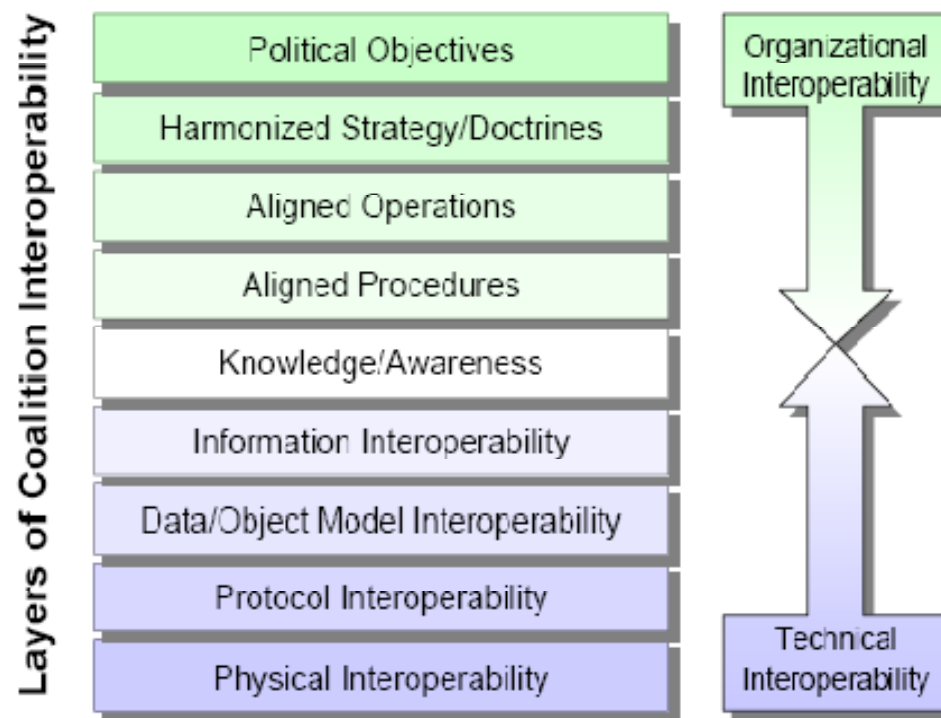 Layers of Coalition Interoperability
Political Objectives
Harmonized Strategy/Doctrines
Aligned Operations
Aligned Procedures
Knowledge/Awareness
Information Interoperability
Data/Object Model Interoperability
Protocol Interoperability
Physical Interoperability
Organizational
Interoperability
Technical
Interoperability